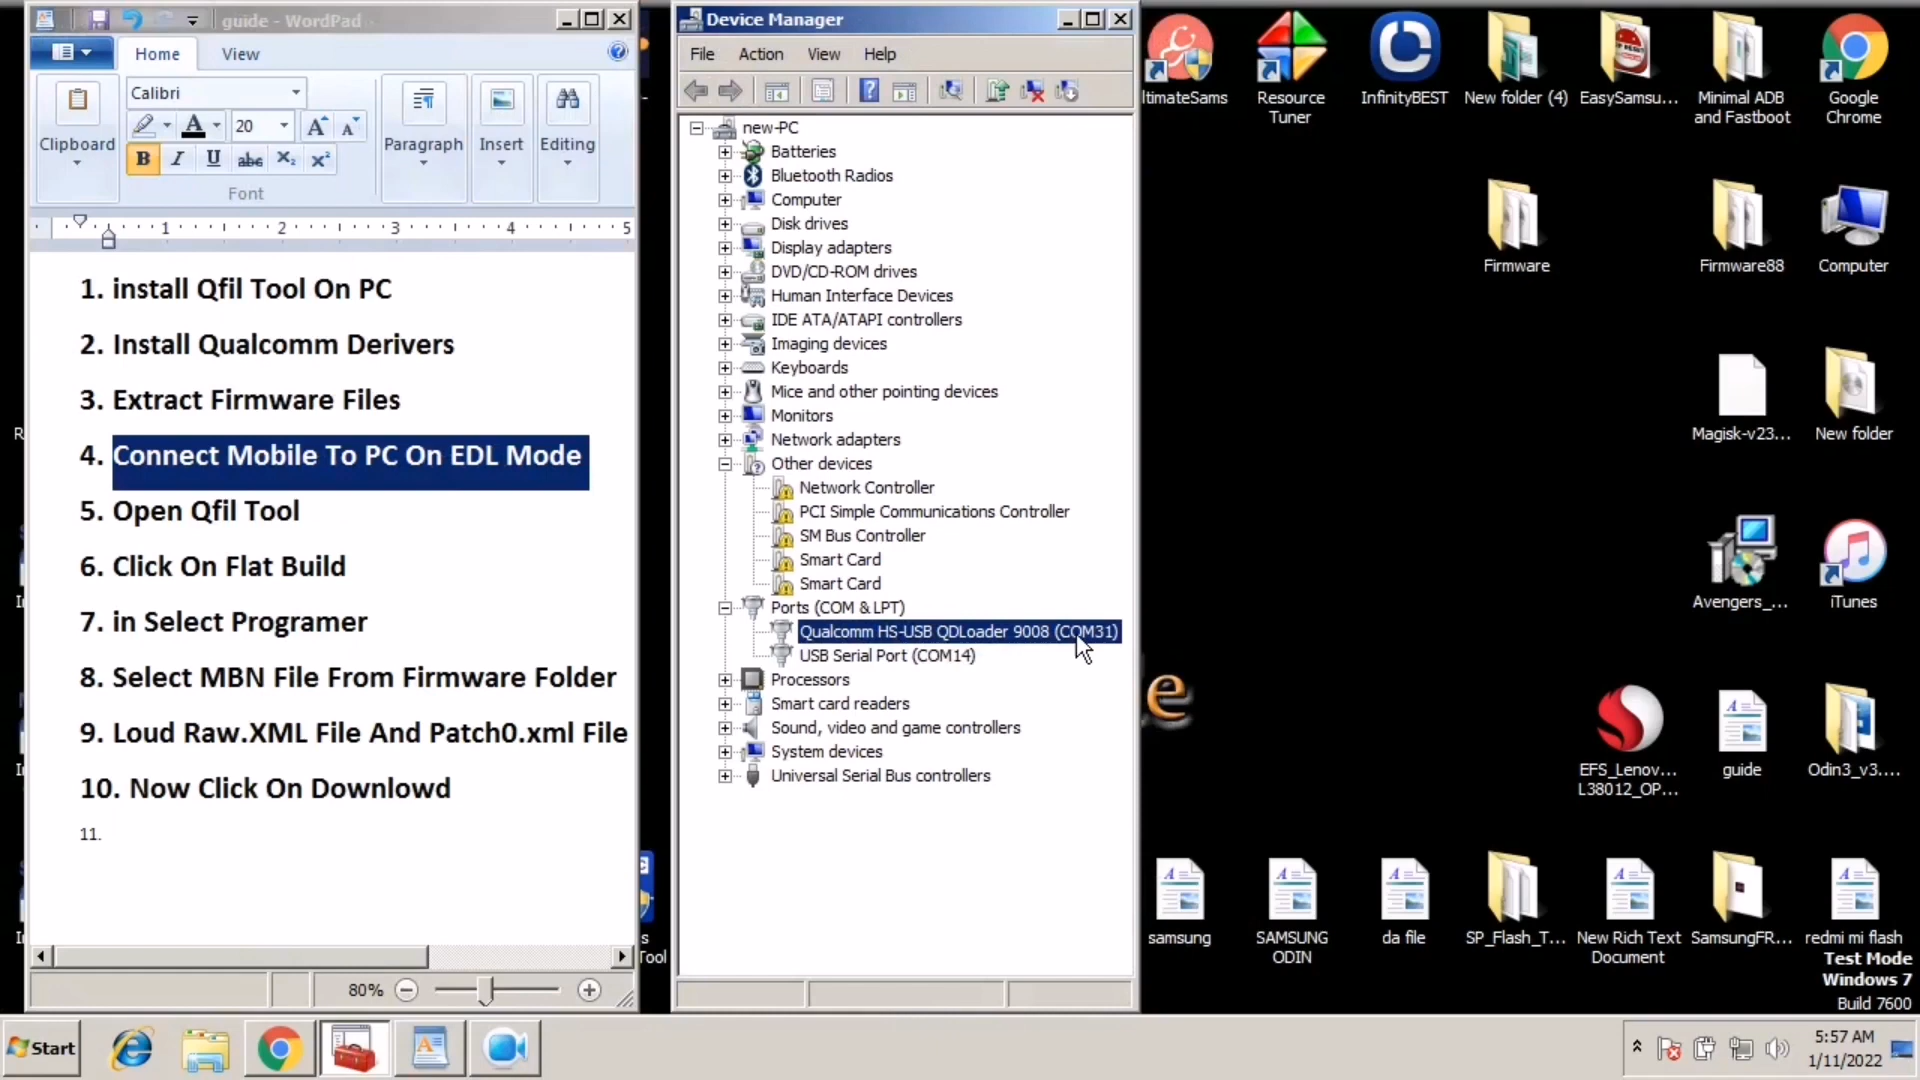 guide - WordPad
Home
View
Clipboard
Calibri
20
Font
Paragraph
Insert
Editing
1 2 3 4 5
1. install Qfil Tool On PC
2. Install Qualcomm Derivers
3. Extract Firmware Files
4. Connect Mobile To PC On EDL Mode
5. Open Qfil Tool
6. Click On Flat Build
7. in Select Programer
8. Select MBN File From Firmware Folder
9. Loud Raw.XML File And Patch0.xml File
10. Now Click On Downlowd
11.
80%
Device Manager
File Action View Help
new-PC
Batteries
Bluetooth Radios
Computer
Disk drives
Display adapters
DVD/CD-ROM drives
Human Interface Devices
IDE ATA/ATAPI controllers
Imaging devices
Keyboards
Mice and other pointing devices
Monitors
Network adapters
Other devices
Network Controller
PCI Simple Communications Controller
SM Bus Controller
Smart Card
Smart Card
Ports (COM & LPT)
Qualcomm HS-USB QDLoader 9008 (COM31)
USB Serial Port (COM14)
Processors
Smart card readers
Sound, video and game controllers
System devices
Universal Serial Bus controllers
ltimateSams
Resource
Tuner
InfinityBEST
New folder (4)
EasySamsu...
Minimal ADB
and Fastboot
Google
Chrome
Firmware
Firmware88
Computer
Magisk-v23...
New folder
Avengers_...
iTunes
e
EFS_Lenov...
L38012_OP...
guide
Odin3_v3....
s
Tool
samsung
SAMSUNG
ODIN
da file
SP_Flash_T...
New Rich Text
Document
SamsungFR...
redmi mi flash
Test Mode
Windows 7
Build 7600
Start
5:57 AM
1/11/2022